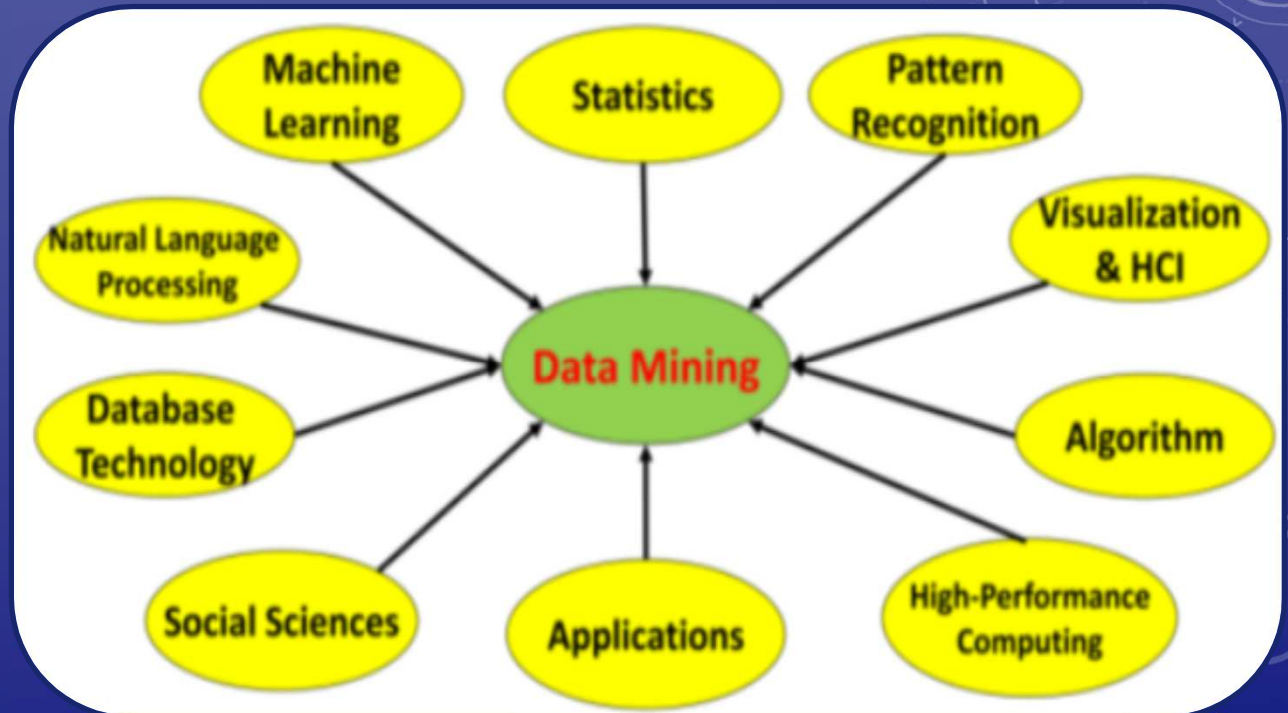 Machine
Learning
Statistics
Pattern
Recognition
Natural Language
Processing
Visualization
& HCI
Data Mining
Database
Technology
Algorithm
Social Sciences
Applications
High-Performance
Computing